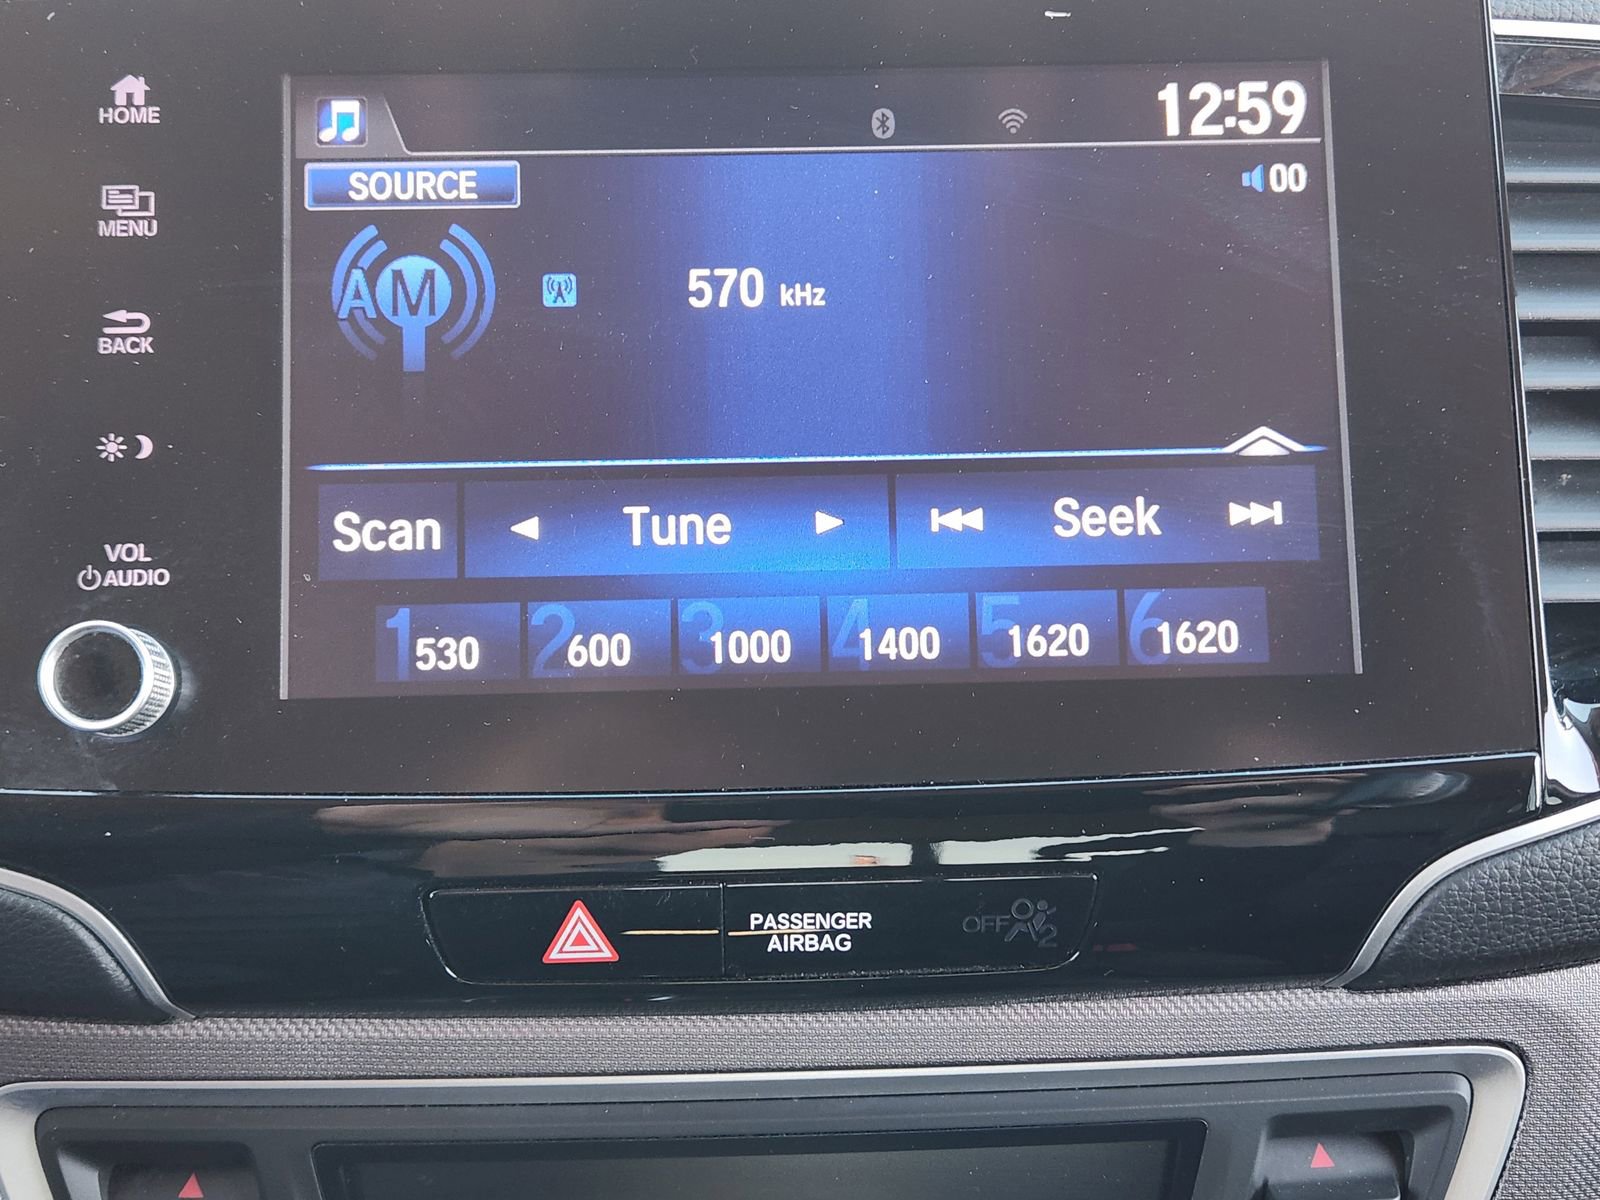 HOME
MENU
BACK
VOL
AUDIO
12:59
00
SOURCE
AM
570 kHz
Scan
Tune
Seek
1 530
2 600
3 1000
4 1400
5 1620
6 1620
PASSENGER
AIRBAG
OFF
2